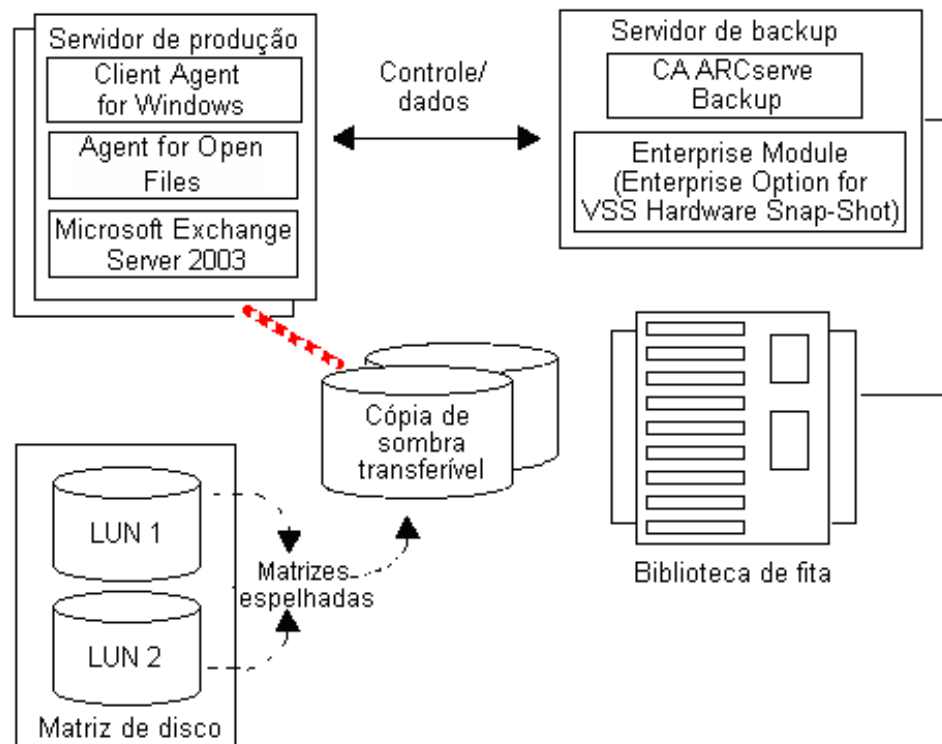 Servidor de produção
Client Agent
for Windows
Agent for Open
Files
Microsoft Exchange
Server 2003
Controle/
dados
Servidor de backup
CA ARCserve
Backup
Enterprise Module
(Enterprise Option for
VSS Hardware Snap-Shot)
Cópia de
sombra
transferível
LUN 1
LUN 2
Matrizes
espelhadas
Matriz de disco
Biblioteca de fita